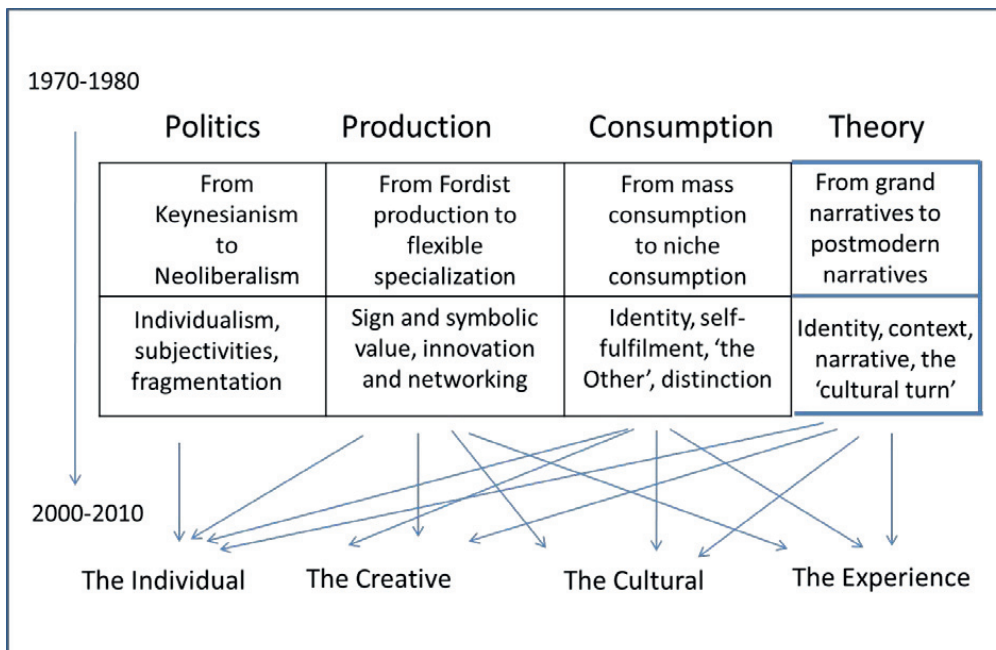 1970-1980
Politics
Production
Consumption
Theory
From
Keynesianism
to
Neoliberalism
From Fordist
production to
flexible
specialization
From mass
consumption
to niche
consumption
From grand
narratives to
postmodern
narratives
Individualism,
subjectivities,
fragmentation
Sign and symbolic
value, innovation
and networking
Identity, self-
fulfilment, ‘the
Other’, distinction
Identity, context,
narrative, the
‘cultural turn’
2000-2010
The Individual
The Creative
The Cultural
The Experience